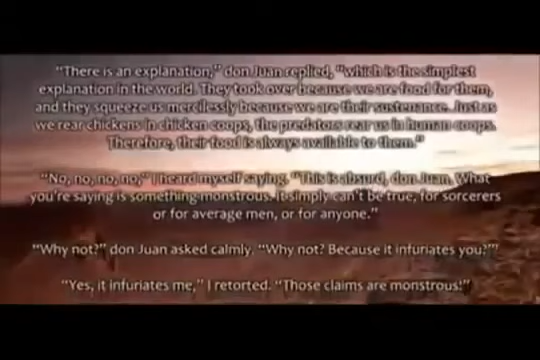 “There is an explanation,” don Juan replied, “which is the simplest
explanation in the world. They took over because we are food for them,
and they squeeze us mercilessly because we are their sustenance. Just as
we rear chickens in chicken coops, the predators rear us in human coops.
Therefore, their food is always available to them.”
“No, no, no, no,” I heard myself saying. “This is absurd, don Juan. What
you’re saying is something monstrous. It simply can’t be true, for sorcerers
or for average men, or for anyone.”
“Why not?” don Juan asked calmly. “Why not? Because it infuriates you?”
“Yes, it infuriates me,” I retorted. “Those claims are monstrous!”